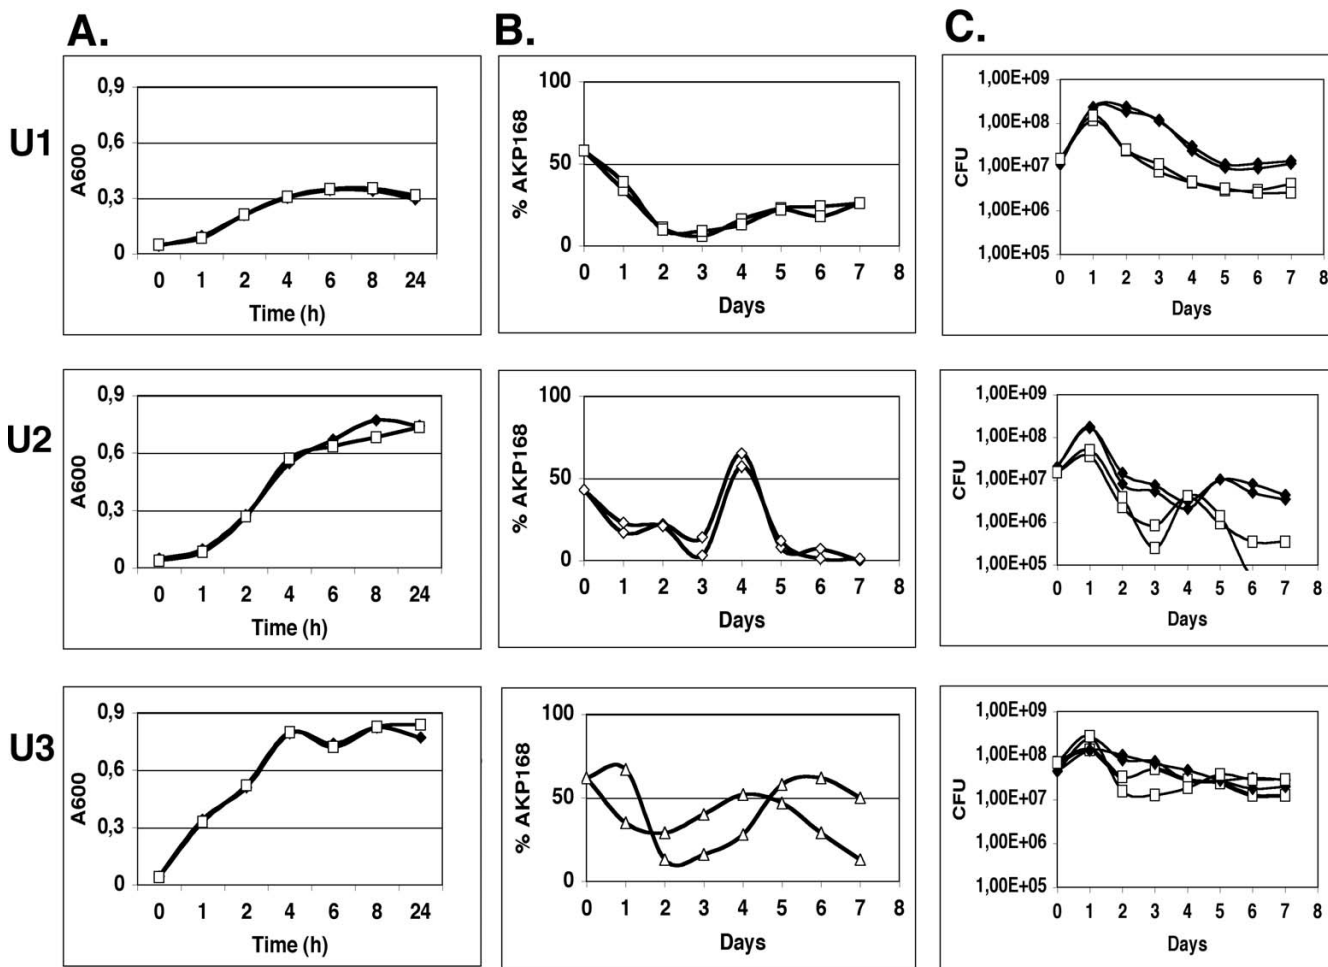 A. B. C.
U1
A600
0,9
0,6
0,3
0
0 1 2 4 6 8 24
Time (h)
% AKP168
100
50
0
0 1 2 3 4 5 6 7 8
Days
CFU
1,00E+09
1,00E+08
1,00E+07
1,00E+06
1,00E+05
0 1 2 3 4 5 6 7 8
Days
U2
A600
0,9
0,6
0,3
0
0 1 2 4 6 8 24
Time (h)
% AKP168
100
50
0
0 1 2 3 4 5 6 7 8
Days
CFU
1,00E+09
1,00E+08
1,00E+07
1,00E+06
1,00E+05
0 1 2 3 4 5 6 7 8
Days
U3
A600
0,9
0,6
0,3
0
0 1 2 4 6 8 24
Time (h)
% AKP168
100
50
0
0 1 2 3 4 5 6 7 8
Days
CFU
1,00E+09
1,00E+08
1,00E+07
1,00E+06
1,00E+05
0 1 2 3 4 5 6 7 8
Days